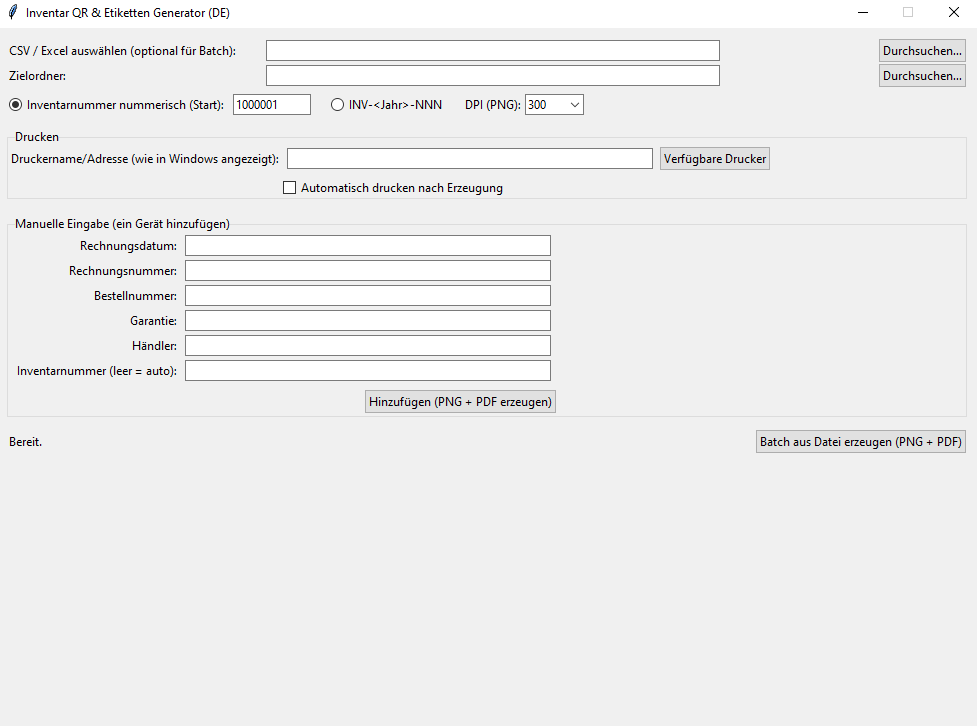 Inventar QR & Etiketten Generator (DE)
CSV / Excel auswählen (optional für Batch): Durchsuchen...
Zielordner: Durchsuchen...
Inventarnummer nummerisch (Start): 1000001 INV-<Jahr>-NNN DPI (PNG): 300
Drucken
Druckername/Adresse (wie in Windows angezeigt): Verfügbare Drucker
Automatisch drucken nach Erzeugung
Manuelle Eingabe (ein Gerät hinzufügen)
Rechnungsdatum:
Rechnungsnummer:
Bestellnummer:
Garantie:
Händler:
Inventarnummer (leer = auto):
Hinzufügen (PNG + PDF erzeugen)
Bereit. Batch aus Datei erzeugen (PNG + PDF)